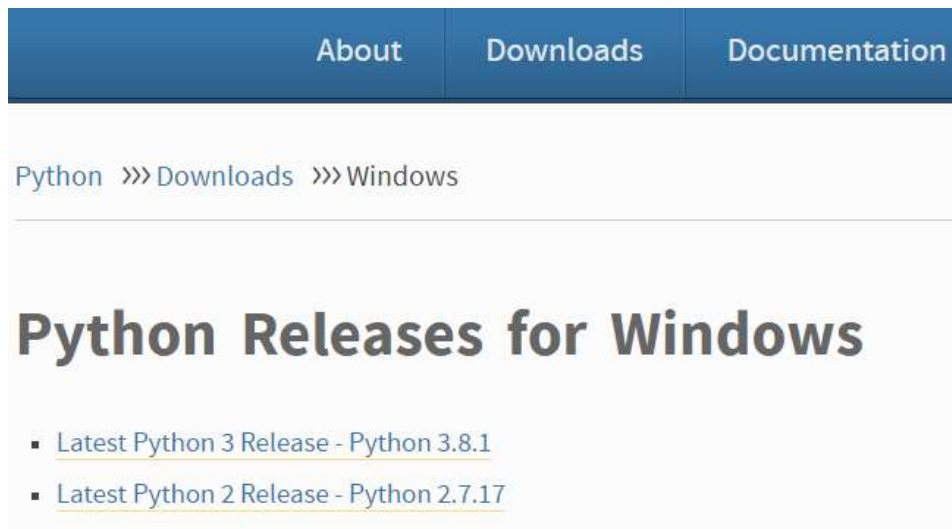 About Downloads Documentation
Python >>> Downloads >>> Windows
Python Releases for Windows
Latest Python 3 Release - Python 3.8.1
Latest Python 2 Release - Python 2.7.17